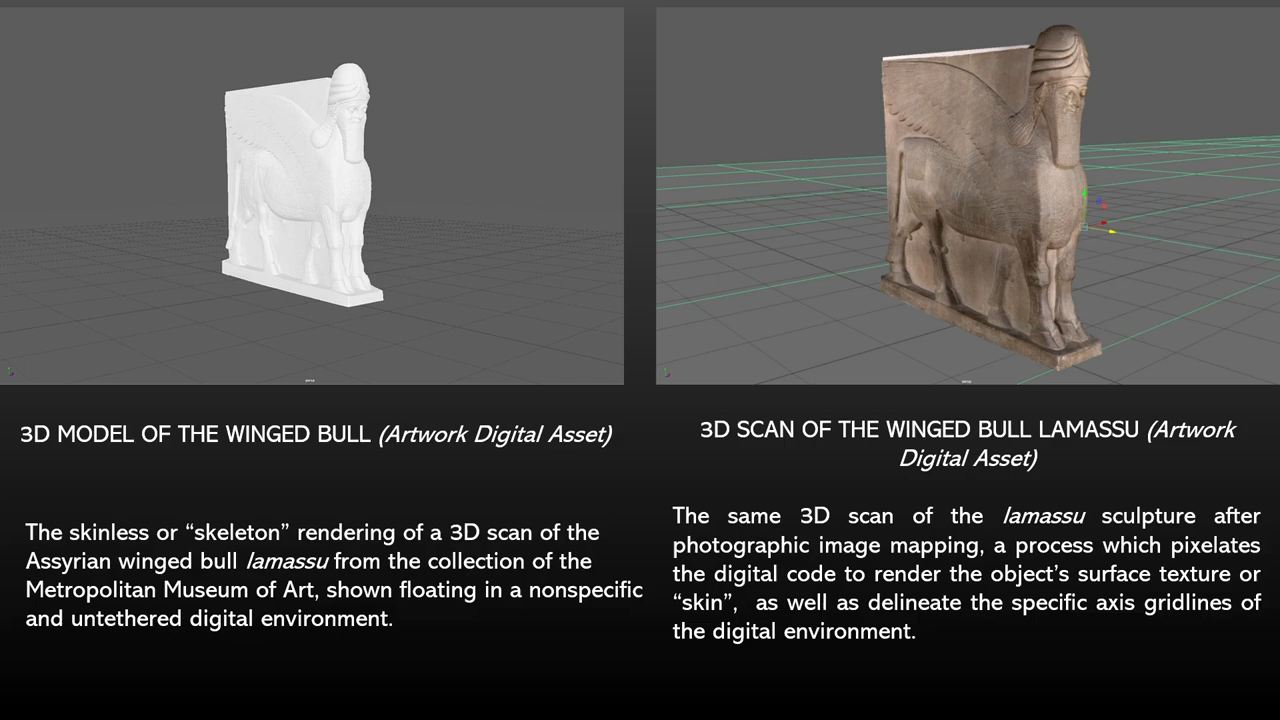 3D MODEL OF THE WINGED BULL (Artwork Digital Asset)
The skinless or “skeleton” rendering of a 3D scan of the
Assyrian winged bull lamassu from the collection of the
Metropolitan Museum of Art, shown floating in a nonspecific
and untethered digital environment.
3D SCAN OF THE WINGED BULL LAMASSU (Artwork
Digital Asset)
The same 3D scan of the lamassu sculpture after
photographic image mapping, a process which pixelates
the digital code to render the object’s surface texture or
“skin”, as well as delineate the specific axis gridlines of
the digital environment.